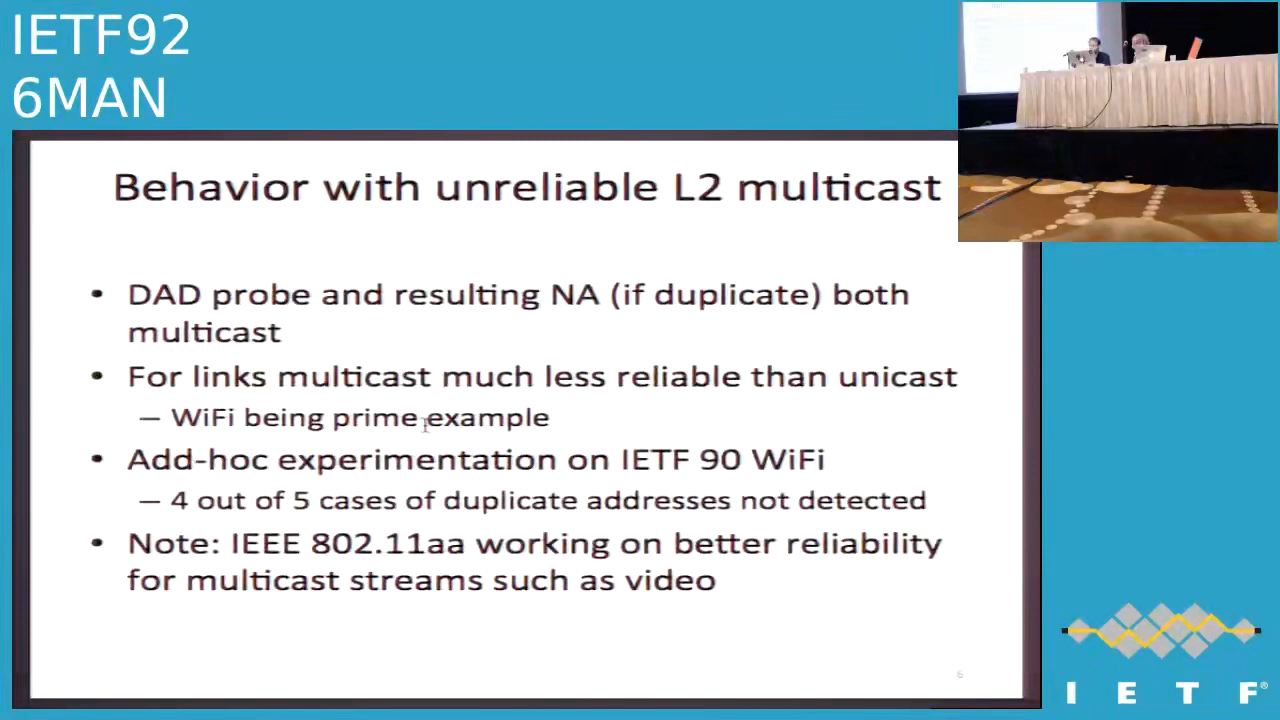 IETF92
6MAN
Behavior with unreliable L2 multicast
• DAD probe and resulting NA (if duplicate) both
multicast
• For links multicast much less reliable than unicast
– WiFi being prime example
• Add-hoc experimentation on IETF 90 WiFi
– 4 out of 5 cases of duplicate addresses not detected
• Note: IEEE 802.11aa working on better reliability
for multicast streams such as video
6
I E T F®